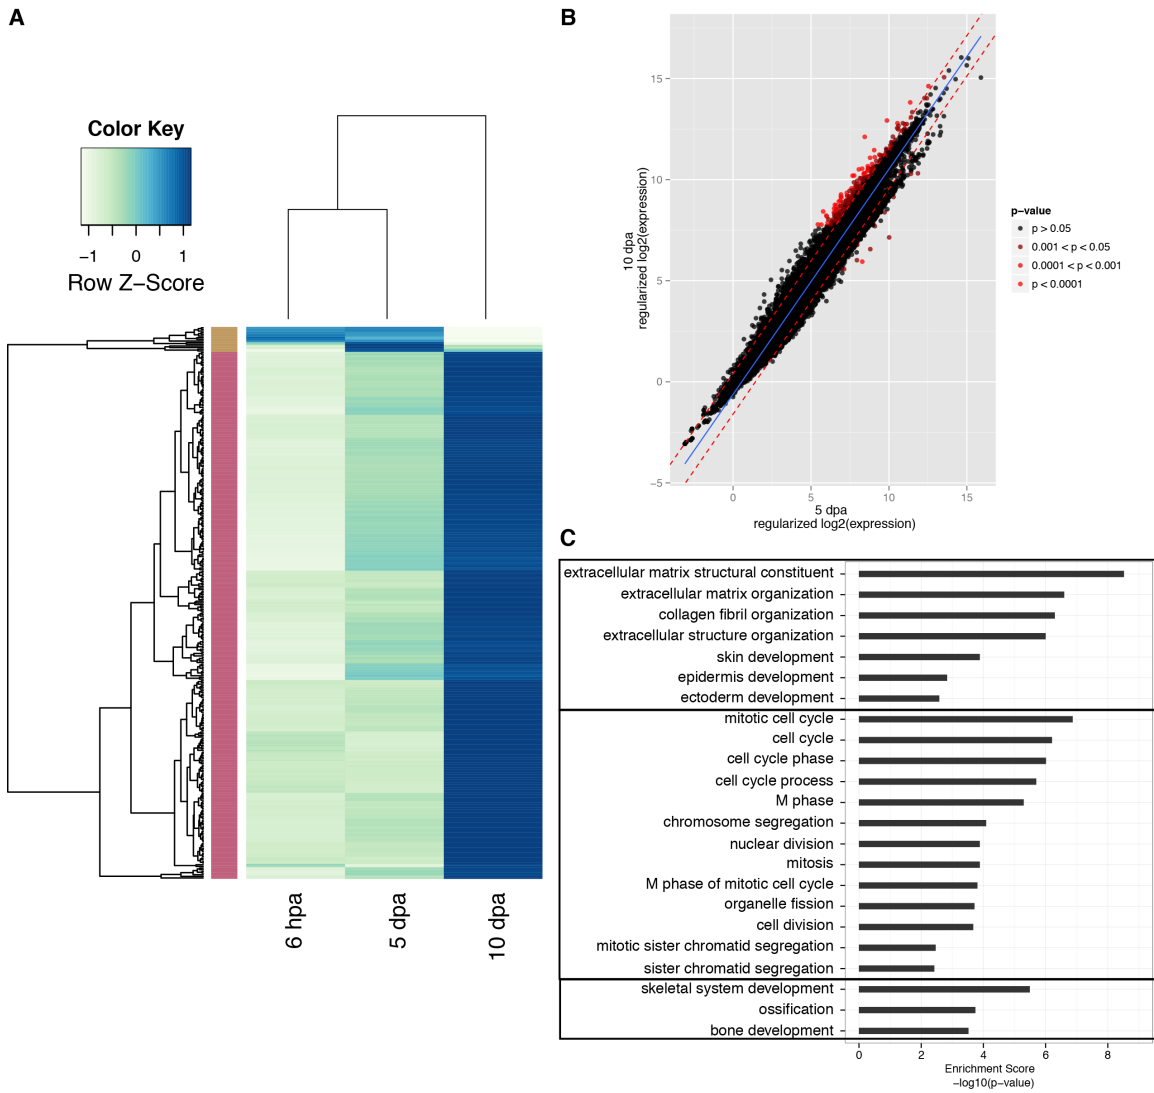 A
Color Key
−1 0 1
Row Z−Score
6 hpa
5 dpa
10 dpa
B
10 dpa
regularized log2(expression)
15
10
5
0
−5
0 5 10 15
5 dpa
regularized log2(expression)
p−value
p > 0.05
0.001 < p < 0.05
0.0001 < p < 0.001
p < 0.0001
C
extracellular matrix structural constituent
extracellular matrix organization
collagen fibril organization
extracellular structure organization
skin development
epidermis development
ectoderm development
mitotic cell cycle
cell cycle
cell cycle phase
cell cycle process
M phase
chromosome segregation
nuclear division
mitosis
M phase of mitotic cell cycle
organelle fission
cell division
mitotic sister chromatid segregation
sister chromatid segregation
skeletal system development
ossification
bone development
0 2 4 6 8
Enrichment Score
−log10(p−value)